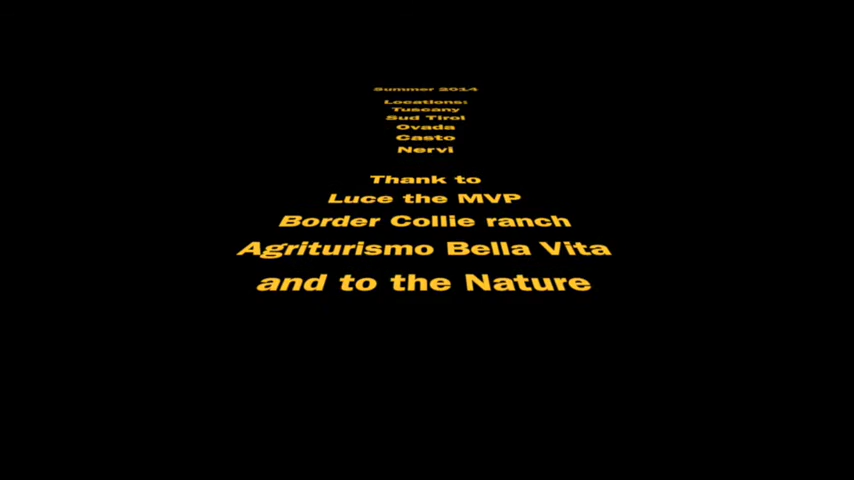 Summer 2014
Locations:
Tuscany
Sud Tirol
Ovada
Casto
Nervi
Thank to
Luce the MVP
Border Collie ranch
Agriturismo Bella Vita
and to the Nature